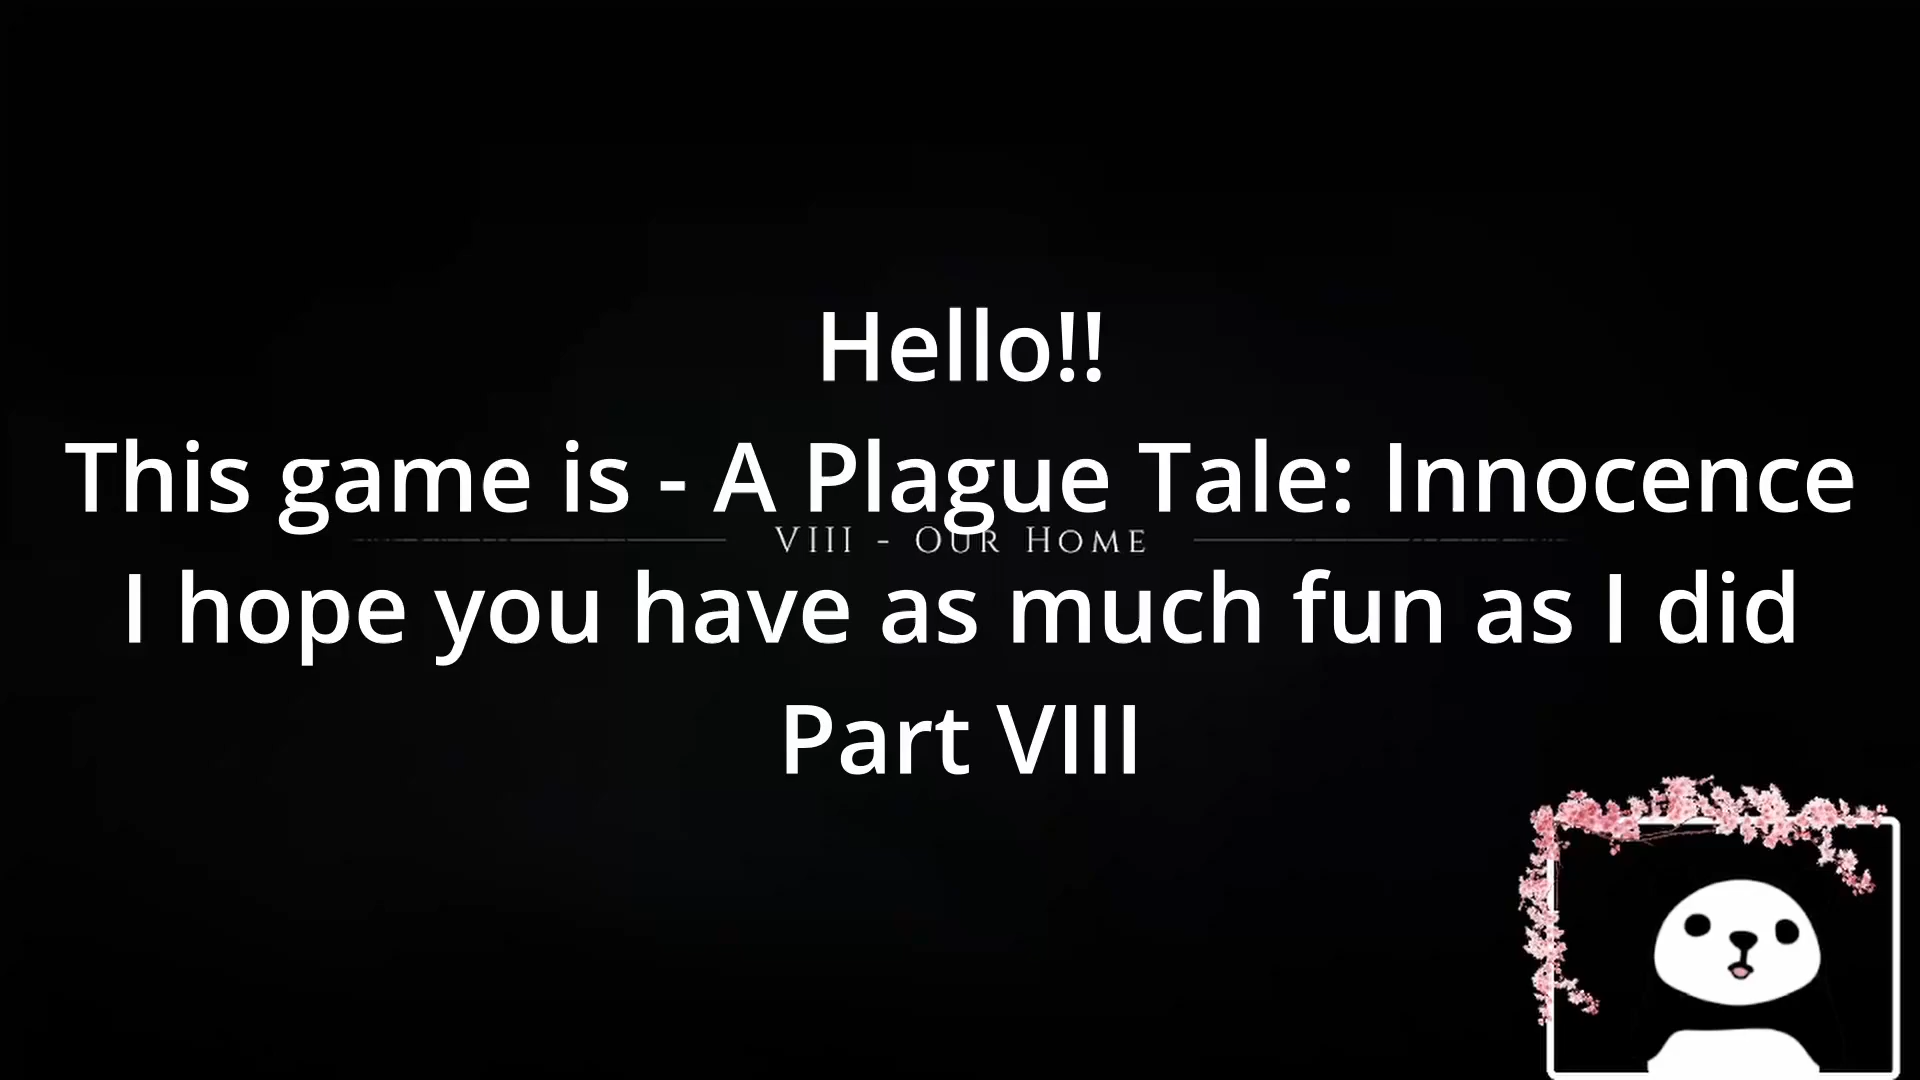 Hello!!
This game is - A Plague Tale: Innocence
VIII - Our Home
I hope you have as much fun as I did
Part VIII